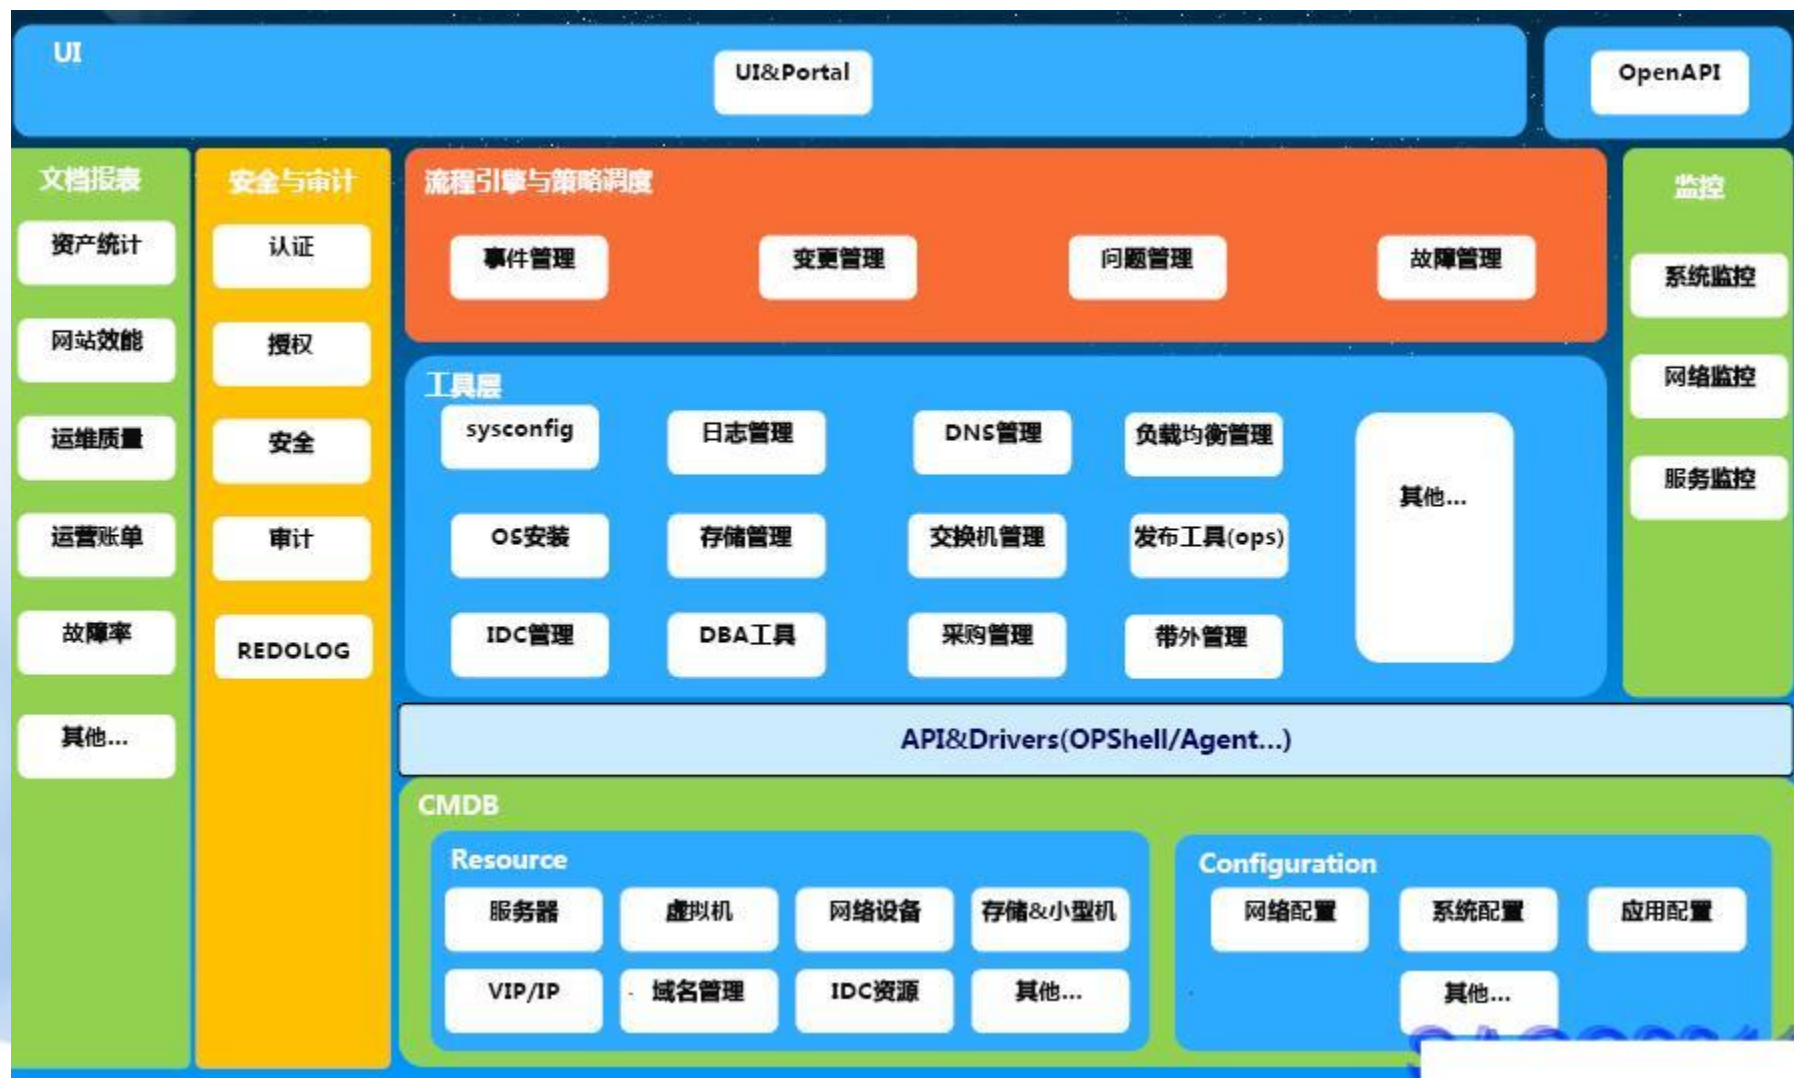 UI
UI&Portal
OpenAPI
文档报表
资产统计
网站效能
运维质量
运营账单
故障率
其他...
安全与审计
认证
授权
安全
审计
REDOLOG
流程引擎与策略调度
事件管理
变更管理
问题管理
故障管理
工具层
sysconfig
日志管理
DNS管理
负载均衡管理
OS安装
存储管理
交换机管理
发布工具(ops)
IDC管理
DBA工具
采购管理
带外管理
其他...
监控
系统监控
网络监控
服务监控
API&Drivers(OPShell/Agent...)
CMDB
Resource
服务器
虚拟机
网络设备
存储&小型机
VIP/IP
域名管理
IDC资源
其他...
Configuration
网络配置
系统配置
应用配置
其他...